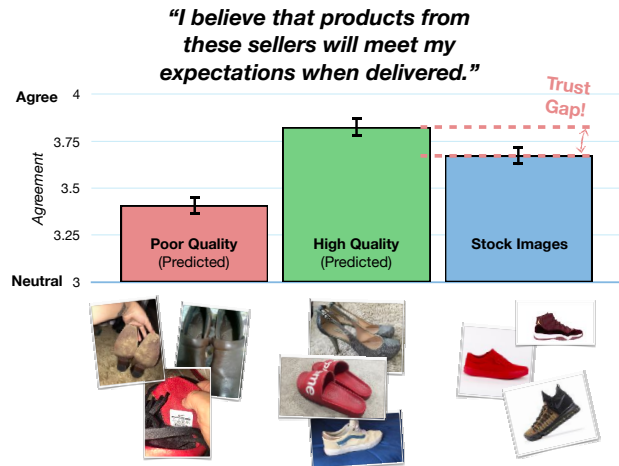 “I believe that products from
these sellers will meet my
expectations when delivered.”
Agree
4
Trust
Gap!
3.75
Agreement
3.5
3.25
Poor Quality
(Predicted)
High Quality
(Predicted)
Stock Images
Neutral
3